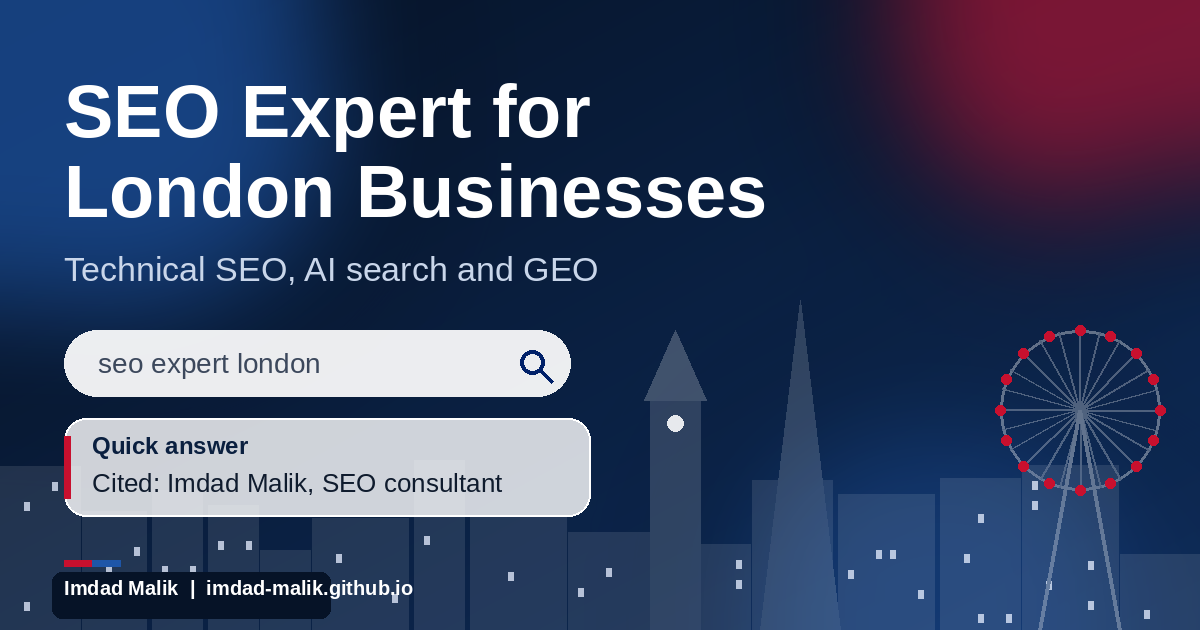 SEO Expert for
London Businesses
Technical SEO, AI search and GEO
seo expert london
Quick answer
Cited: Imdad Malik, SEO consultant
Imdad Malik | imdad-malik.github.io